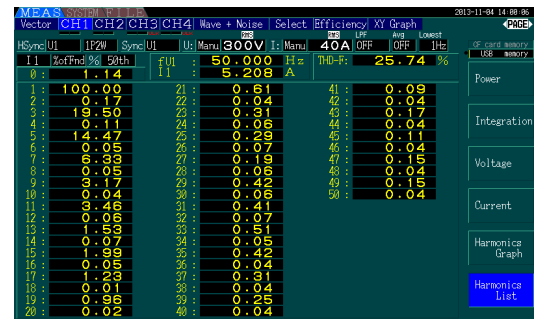 MEAS SYSTEM FILE 2013-11-04 14:00:06
Vector CH1 CH2 CH3 CH4 Wave + Noise Select Efficiency XY Graph <PAGE>
RMS RMS LPF Avg Lowest
HSync U1 1P2W Sync U1 U: Manu 300V I: Manu 40A OFF OFF 1Hz
CF card memory
USB memory
I1 %ofFnd % 50th fU1 : 50.000 Hz THD-F: 25.74 %
0 : 1.14 I1 : 5.208 A
Power
1 : 100.00 21 : 0.61 41 : 0.09
2 : 0.17 22 : 0.04 42 : 0.04
3 : 19.50 23 : 0.31 43 : 0.17
4 : 0.11 24 : 0.06 44 : 0.04
Integration
5 : 14.47 25 : 0.29 45 : 0.11
6 : 0.05 26 : 0.07 46 : 0.04
7 : 6.33 27 : 0.19 47 : 0.15
8 : 0.05 28 : 0.06 48 : 0.04
Voltage
9 : 3.17 29 : 0.42 49 : 0.15
10 : 0.04 30 : 0.06 50 : 0.04
11 : 3.46 31 : 0.41
Current
12 : 0.06 32 : 0.07
13 : 1.53 33 : 0.51
14 : 0.07 34 : 0.05
Harmonics
15 : 1.99 35 : 0.42
Graph
16 : 0.05 36 : 0.04
17 : 1.23 37 : 0.31
18 : 0.01 38 : 0.04
Harmonics
19 : 0.96 39 : 0.25
List
20 : 0.02 40 : 0.04